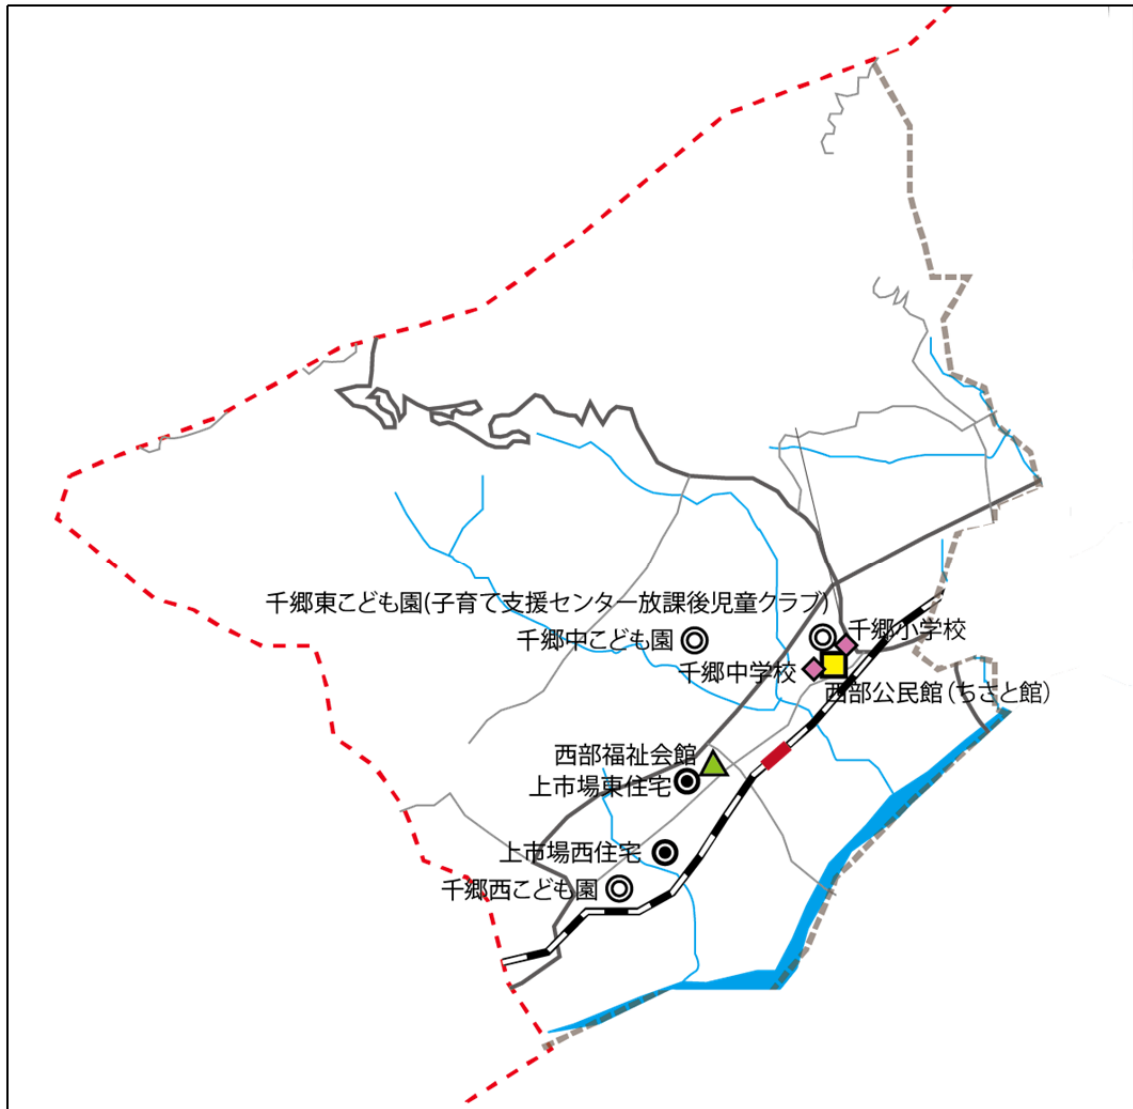 千郷東こども園(子育て支援センター放課後児童クラブ)
千郷中こども園
千郷小学校
千郷中学校
西部公民館(ちさと館)
西部福祉会館
上市場東住宅
上市場西住宅
千郷西こども園